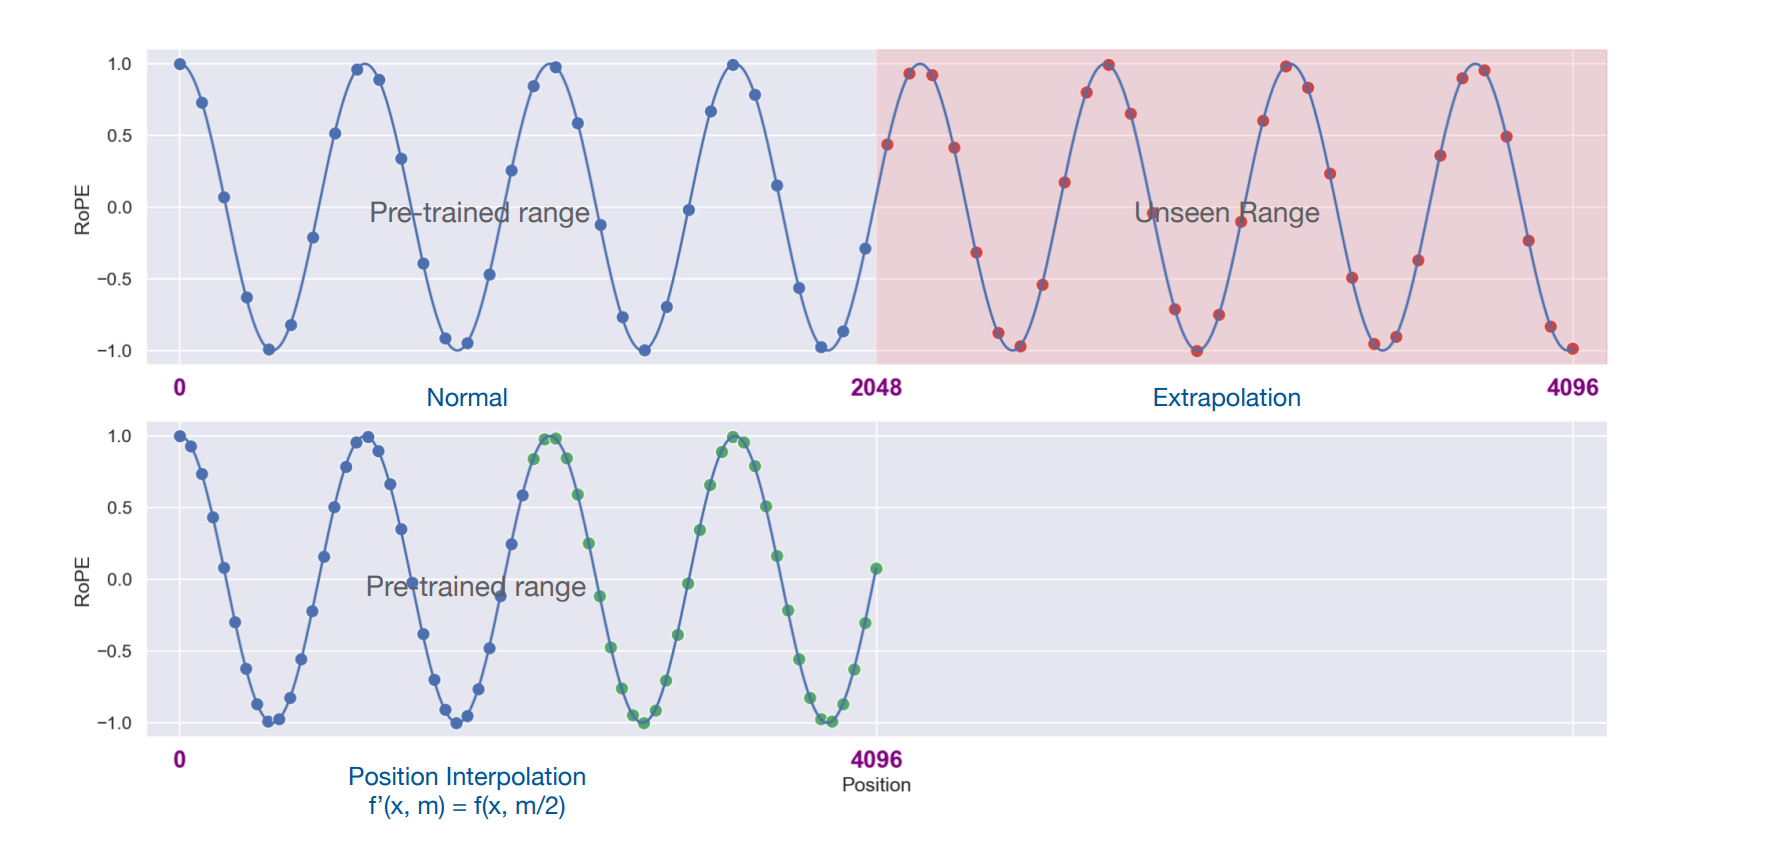 1.0
0.5
0.0
−0.5
−1.0
RoPE
Pre-trained range
Unseen Range
0
2048
4096
Normal
Extrapolation
1.0
0.5
0.0
−0.5
−1.0
RoPE
Pre-trained range
0
4096
Position
Position Interpolation
f’(x, m) = f(x, m/2)